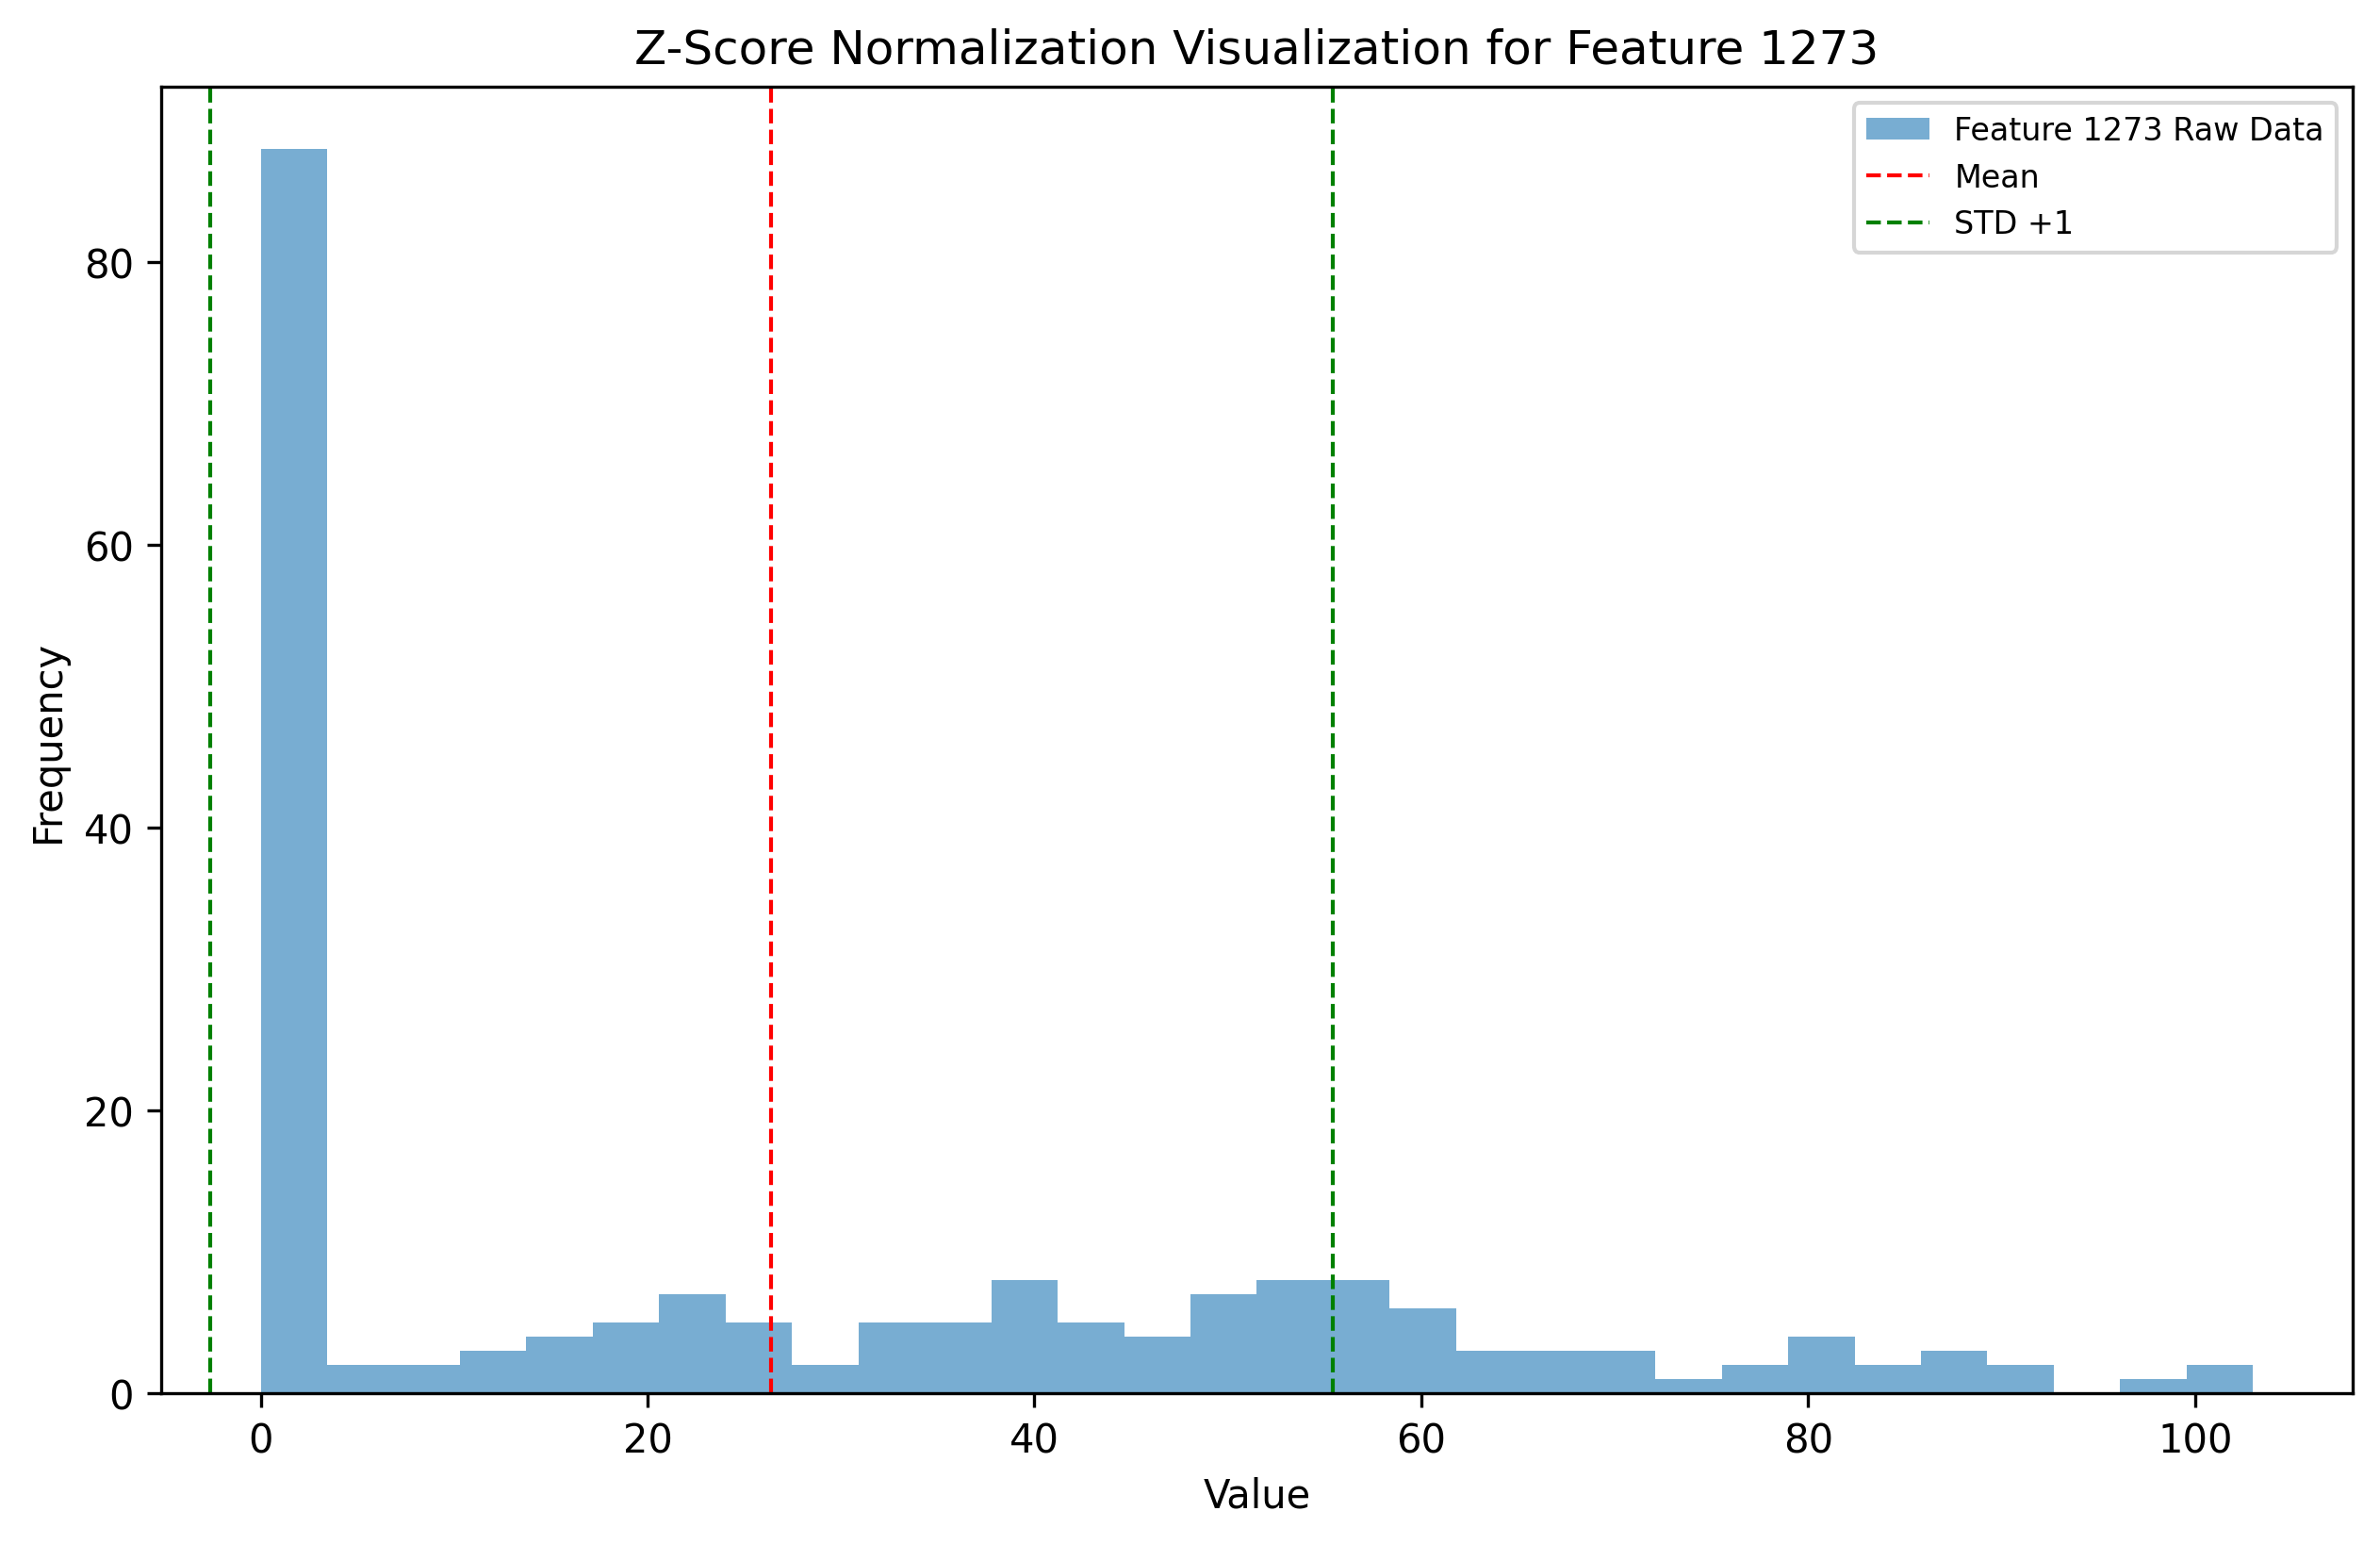 Z-Score Normalization Visualization for Feature 1273
Feature 1273 Raw Data
Mean
STD +1
80
60
40
20
0
Frequency
0 20 40 60 80 100
Value